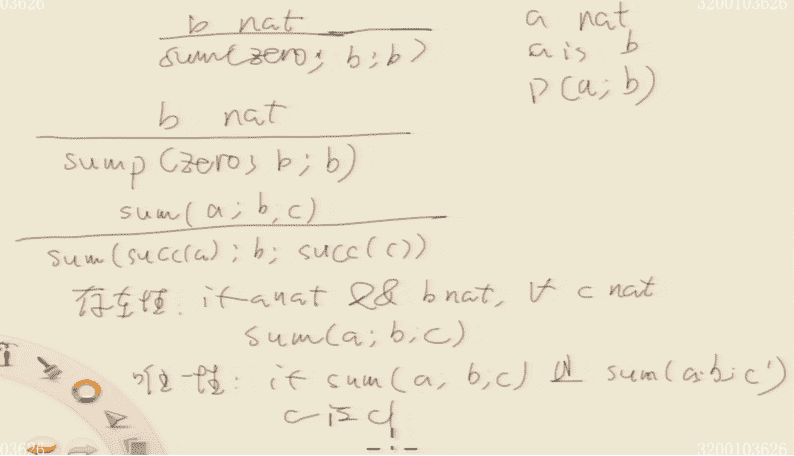 b nat
sum(zero; b; b)
a nat
a is b
P(a; b)
b nat
sump(zero; b; b)
sum(a; b, c)
sum(succ(a); b; succ(c))
存在性: if a nat && b nat, ∀ c nat
sum(a; b, c)
唯一性: if sum(a; b, c) 且 sum(a; b; c')
c is c'
3200103626